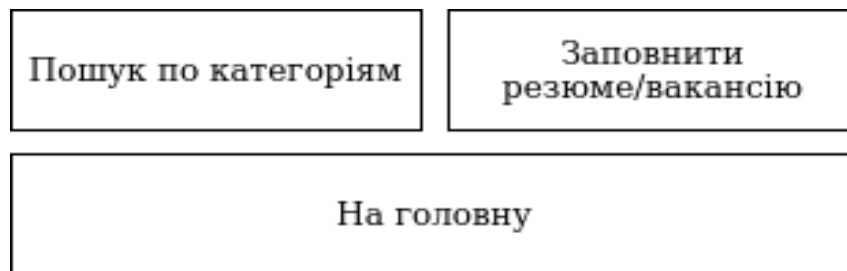 Пошук по категоріям
Заповнити
резюме/вакансію
На головну